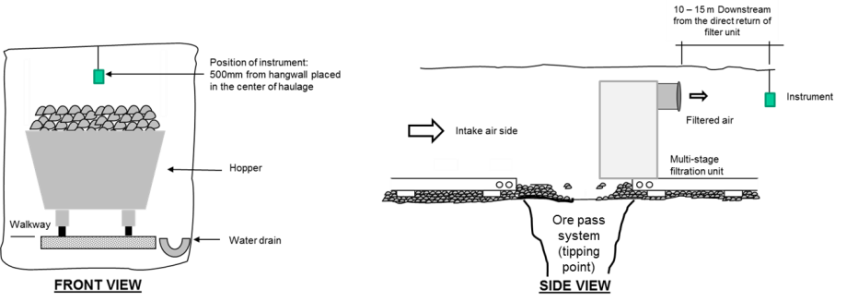 Position of instrument:
500mm from hangwall placed
in the center of haulage
Hopper
Walkway
Water drain
FRONT VIEW
10 – 15 m Downstream
from the direct return of
filter unit
Instrument
Intake air side
Filtered air
Multi-stage
filtration unit
Ore pass
system
(tipping
point)
SIDE VIEW